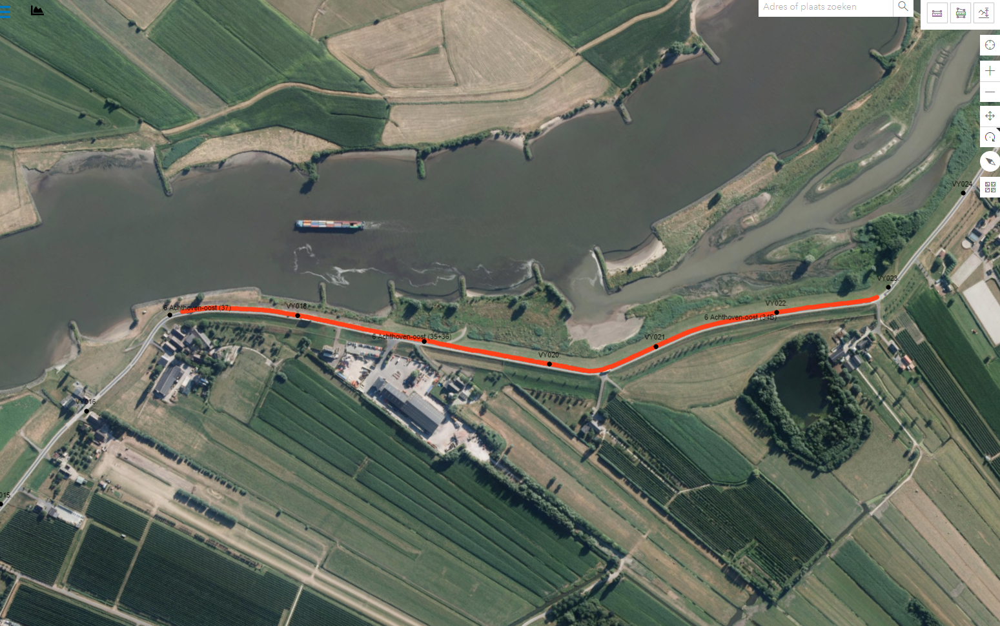 Adres of plaats zoeken
VY024.
VY023.
6 Achthoven-oost (37)
VY018.
VY022.
6 Achthoven-oost (34B)
6 Achthoven-oost (35+36)
VY021.
VY020.
VY016.
015.